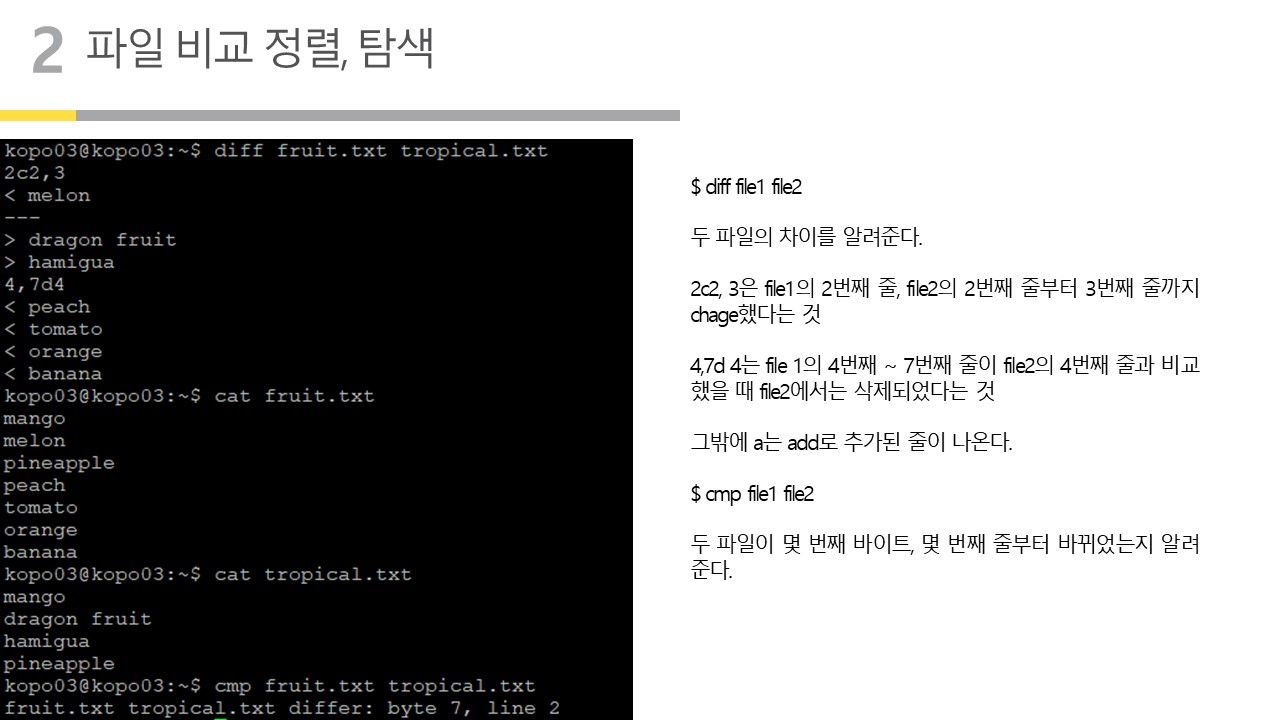 2 파일 비교 정렬, 탐색
kopo03@kopo03:~$ diff fruit.txt tropical.txt
2c2,3
< melon
---
> dragon fruit
> hamigua
4,7d4
< peach
< tomato
< orange
< banana
kopo03@kopo03:~$ cat fruit.txt
mango
melon
pineapple
peach
tomato
orange
banana
kopo03@kopo03:~$ cat tropical.txt
mango
dragon fruit
hamigua
pineapple
kopo03@kopo03:~$ cmp fruit.txt tropical.txt
fruit.txt tropical.txt differ: byte 7, line 2
$ diff file1 file2
두 파일의 차이를 알려준다.
2c2, 3은 file1의 2번째 줄, file2의 2번째 줄부터 3번째 줄까지
chage했다는 것
4,7d 4는 file 1의 4번째 ~ 7번째 줄이 file2의 4번째 줄과 비교
했을 때 file2에서는 삭제되었다는 것
그밖에 a는 add로 추가된 줄이 나온다.
$ cmp file1 file2
두 파일이 몇 번째 바이트, 몇 번째 줄부터 바뀌었는지 알려
준다.